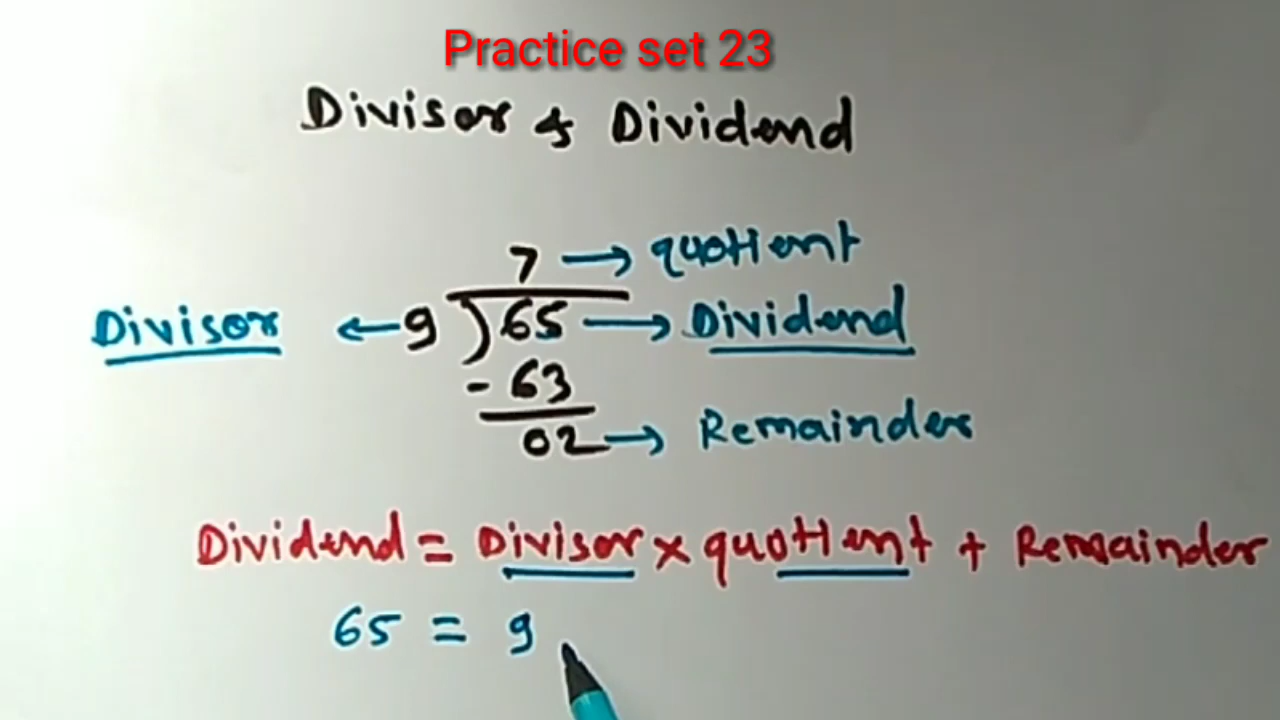 Practice set 23
Divisor & Dividend
7 → quotient
Divisor ← 9 ) 65 → Dividend
- 63
02 → Remainder
Dividend = Divisor × quotient + Remainder
65 = 9